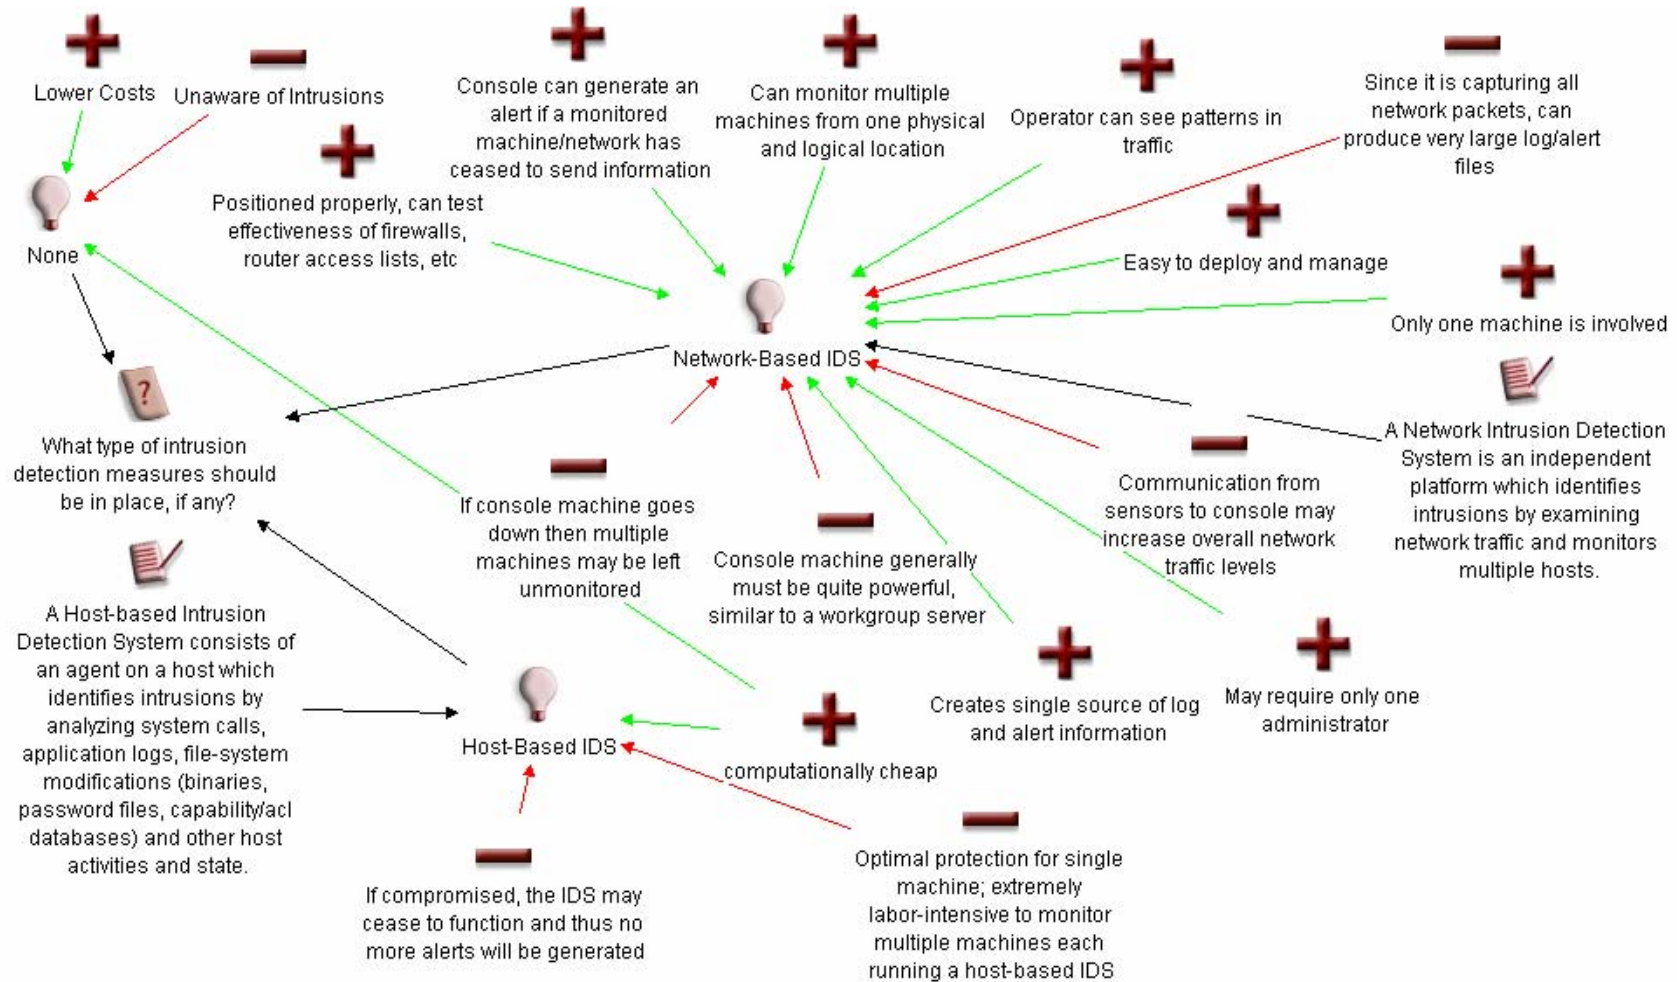 Lower Costs
Unaware of Intrusions
Console can generate an
alert if a monitored
machine/network has
ceased to send information
Can monitor multiple
machines from one physical
and logical location
Operator can see patterns in
traffic
Since it is capturing all
network packets, can
produce very large log/alert
files
Positioned properly, can test
effectiveness of firewalls,
router access lists, etc
None
Easy to deploy and manage
Only one machine is involved
Network-Based IDS
?
What type of intrusion
detection measures should
be in place, if any?
If console machine goes
down then multiple
machines may be left
unmonitored
Console machine generally
must be quite powerful,
similar to a workgroup server
Communication from
sensors to console may
increase overall network
traffic levels
A Network Intrusion Detection
System is an independent
platform which identifies
intrusions by examining
network traffic and monitors
multiple hosts.
A Host-based Intrusion
Detection System consists of
an agent on a host which
identifies intrusions by
analyzing system calls,
application logs, file-system
modifications (binaries,
password files, capability/acl
databases) and other host
activities and state.
Host-Based IDS
computationally cheap
Creates single source of log
and alert information
May require only one
administrator
If compromised, the IDS may
cease to function and thus no
more alerts will be generated
Optimal protection for single
machine; extremely
labor-intensive to monitor
multiple machines each
running a host-based IDS